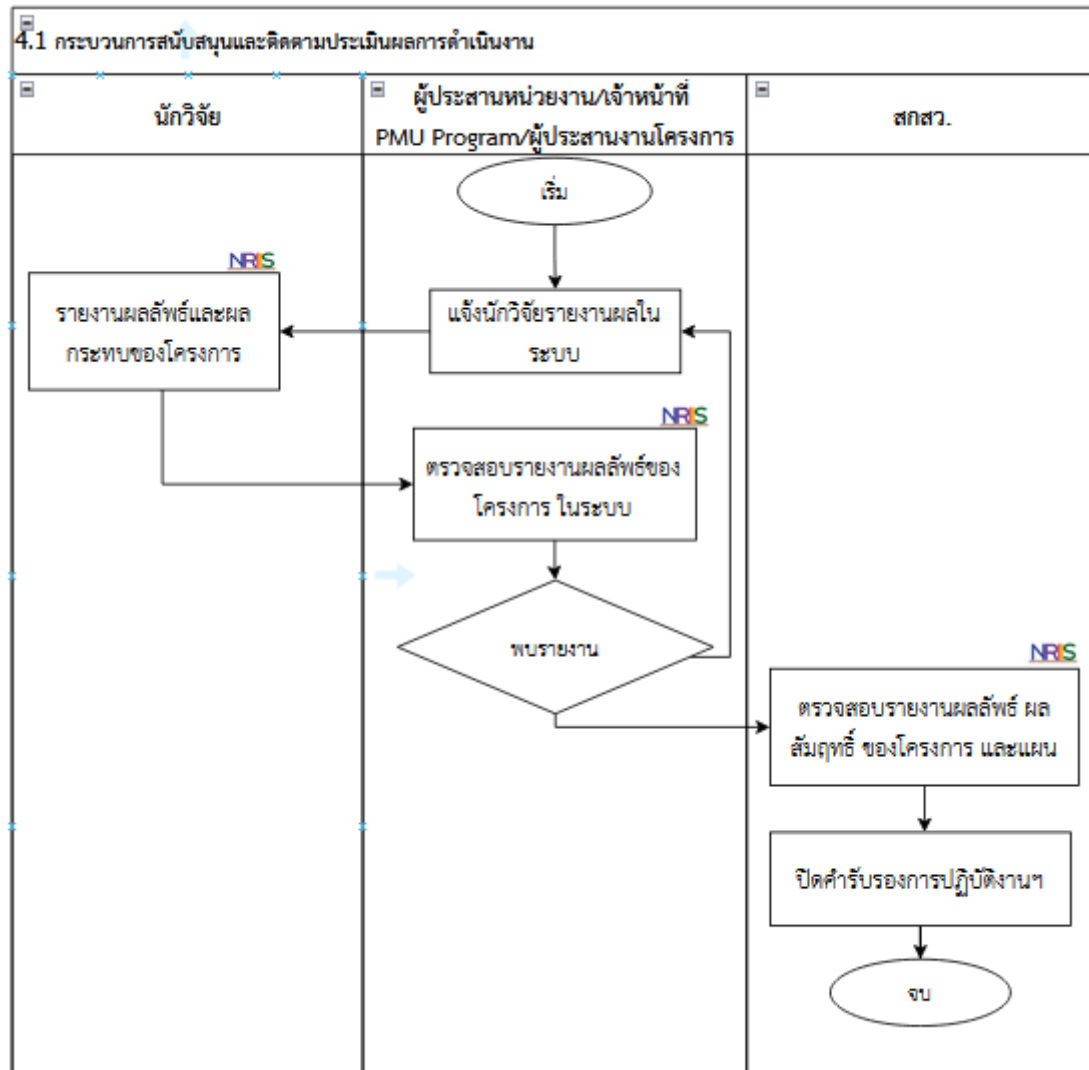 4.1 กระบวนการสนับสนุนและติดตามประเมินผลการดำเนินงาน
นักวิจัย
ผู้ประสานหน่วยงาน/เจ้าหน้าที่
PMU Program/ผู้ประสานงานโครงการ
สกสว.
เริ่ม
NRIS
รายงานผลลัพธ์และผล
กระทบของโครงการ
แจ้งนักวิจัยรายงานผลใน
ระบบ
NRIS
ตรวจสอบรายงานผลลัพธ์ของ
โครงการ ในระบบ
พบรายงาน
NRIS
ตรวจสอบรายงานผลลัพธ์ ผล
สัมฤทธิ์ ของโครงการ และแผน
ปิดคำรับรองการปฏิบัติงานฯ
จบ